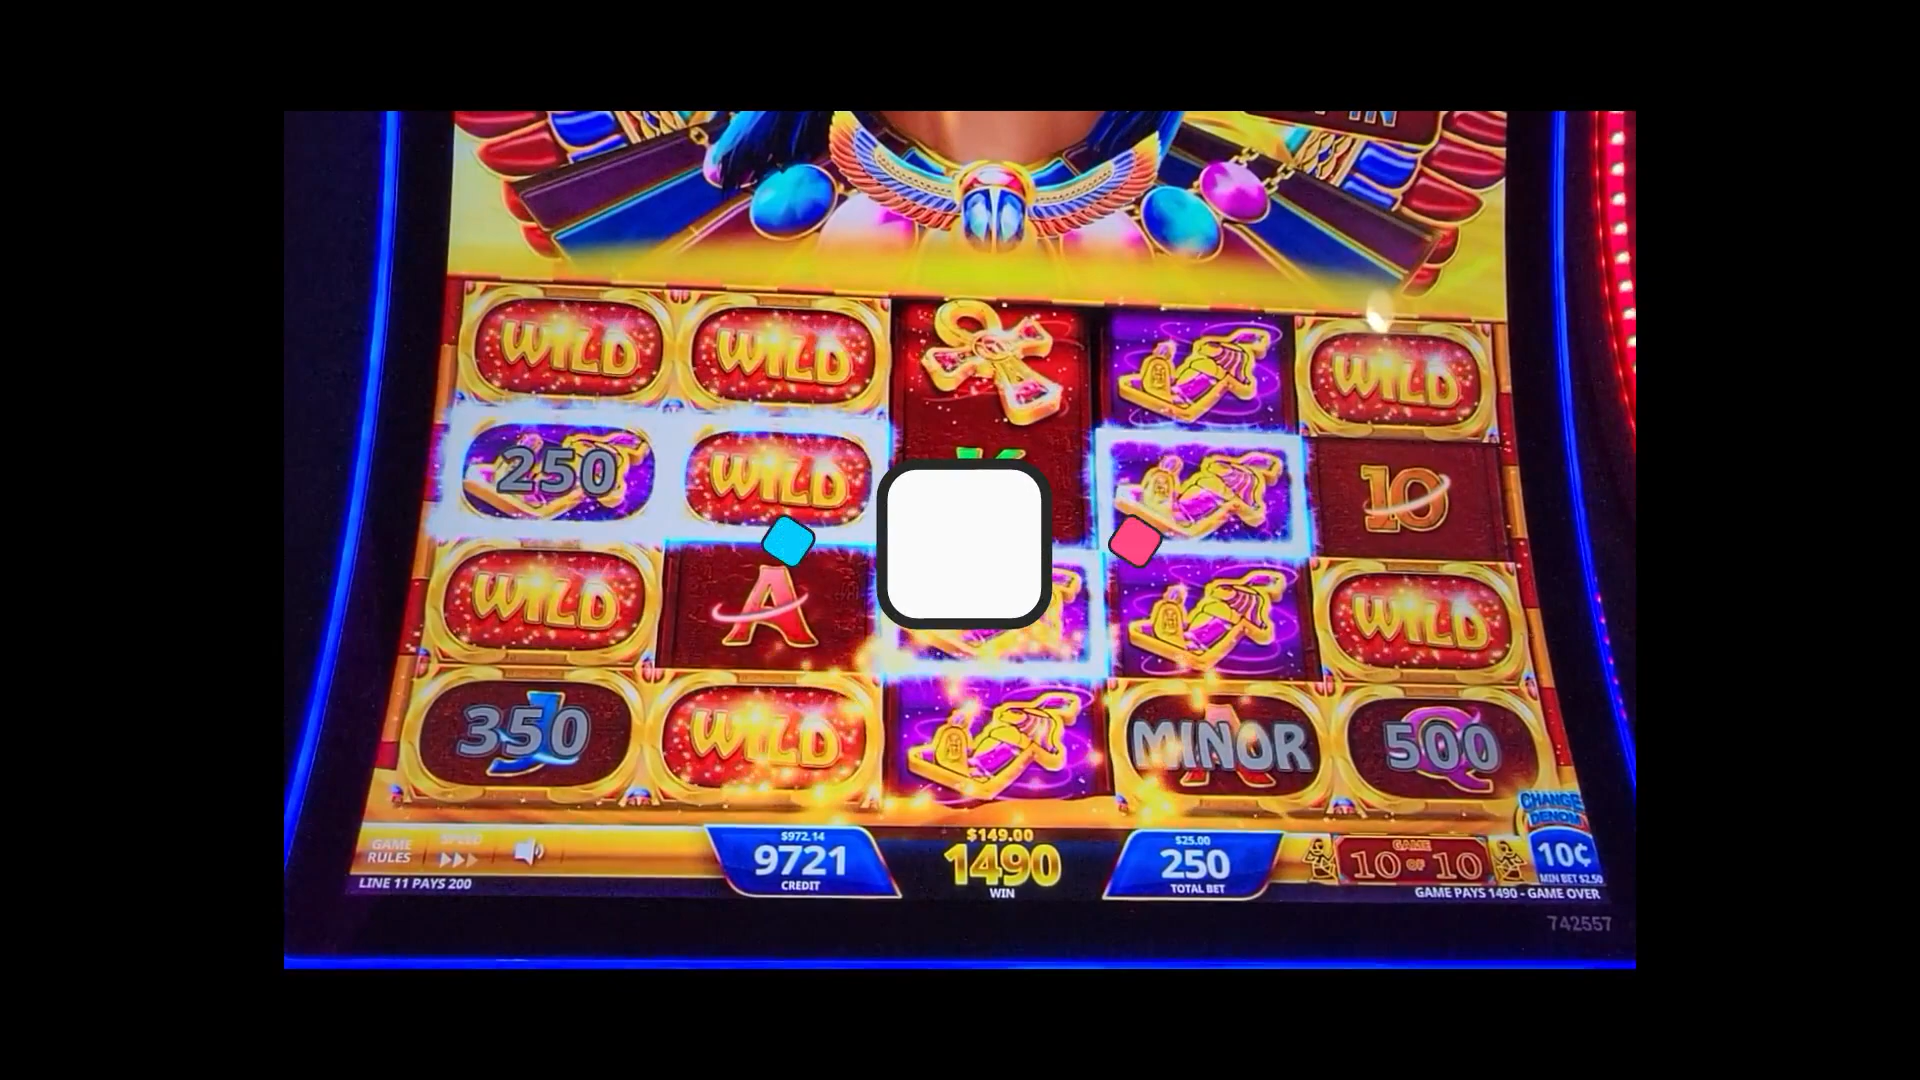 WILD WILD WILD
250 WILD 10
WILD A WILD
350 WILD MINOR 500
CHANGE
DENOM
GAME
RULES
SPEED
$972.14
9721
CREDIT
$149.00
1490
WIN
$25.00
250
TOTAL BET
GAME
10 OF 10
10¢
MIN BET $2.50
LINE 11 PAYS 200
GAME PAYS 1490 - GAME OVER
742557